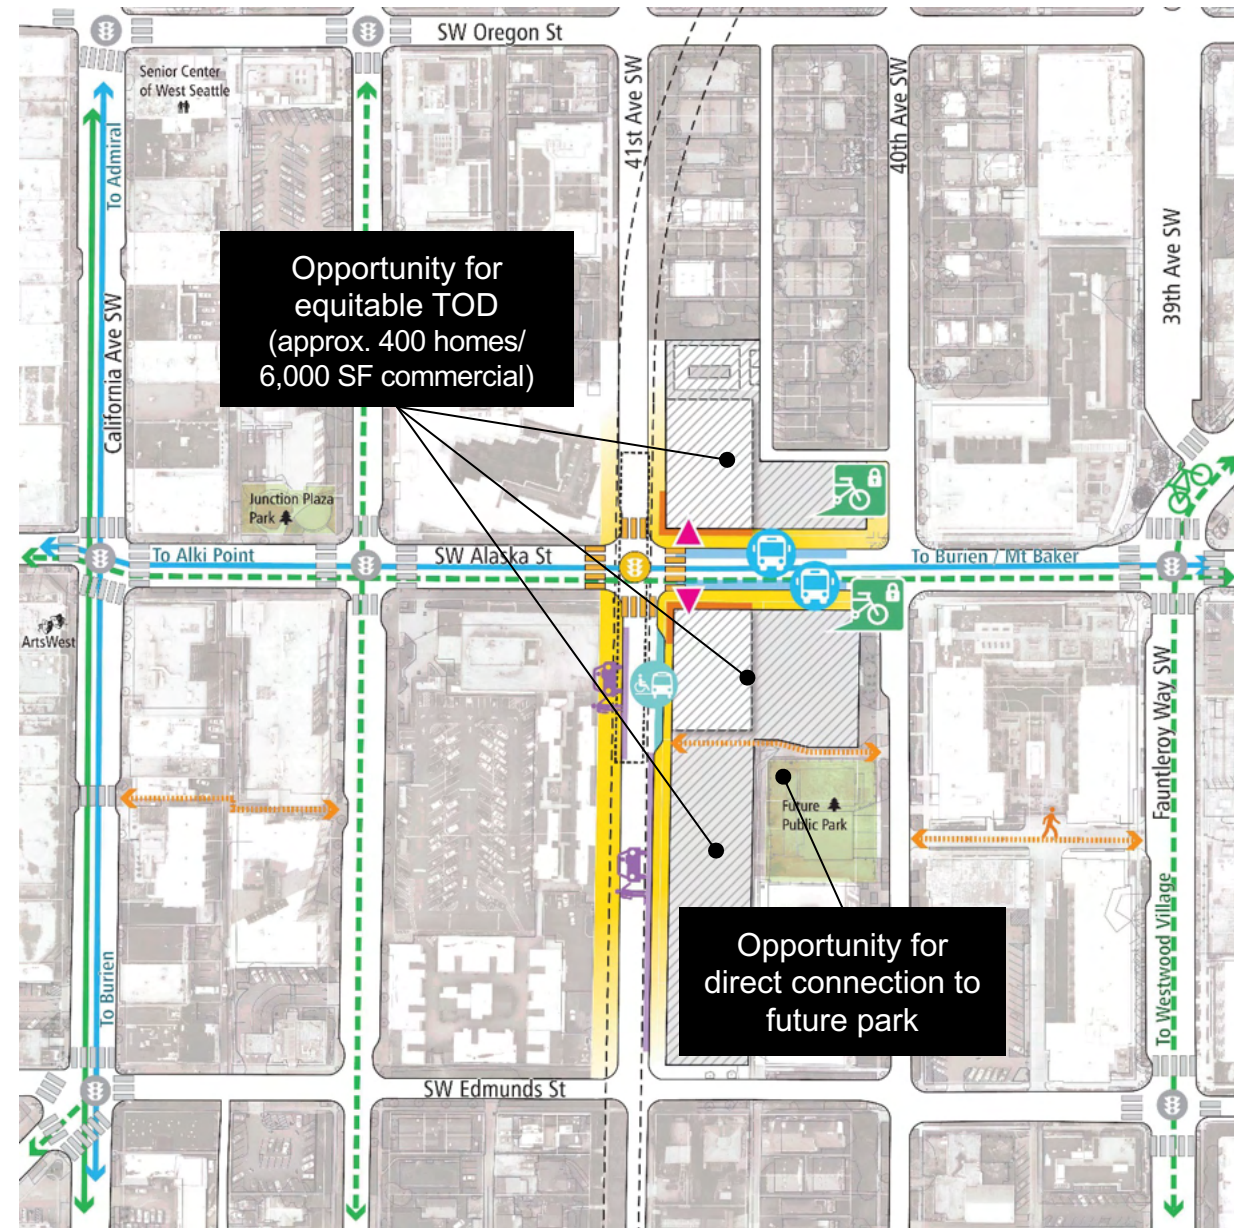 SW Oregon St
Senior Center
of West Seattle
To Admiral
41st Ave SW
40th Ave SW
39th Ave SW
California Ave SW
Opportunity for
equitable TOD
(approx. 400 homes/
6,000 SF commercial)
Junction Plaza
Park
To Alki Point
SW Alaska St
To Burien / Mt Baker
ArtsWest
Fauntleroy Way SW
Future
Public Park
To Westwood Village
To Burien
Opportunity for
direct connection to
future park
SW Edmunds St